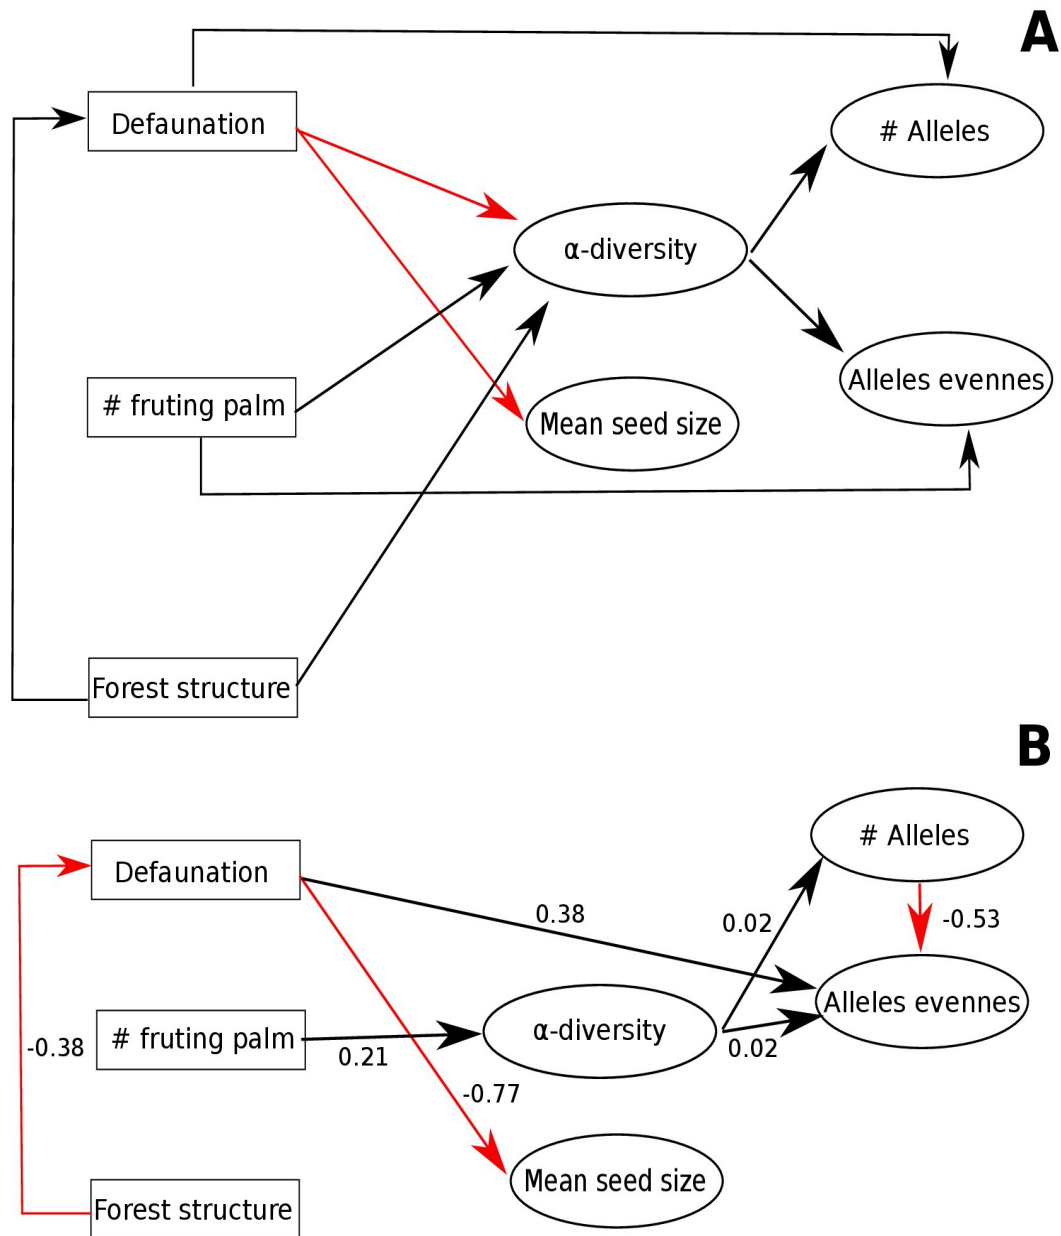 A
Defaunation
# Alleles
α-diversity
Alleles evennes
# fruting palm
Mean seed size
Forest structure
B
# Alleles
Defaunation
0.38
0.02
-0.53
Alleles evennes
α-diversity
# fruting palm
-0.38
0.21
0.02
-0.77
Mean seed size
Forest structure